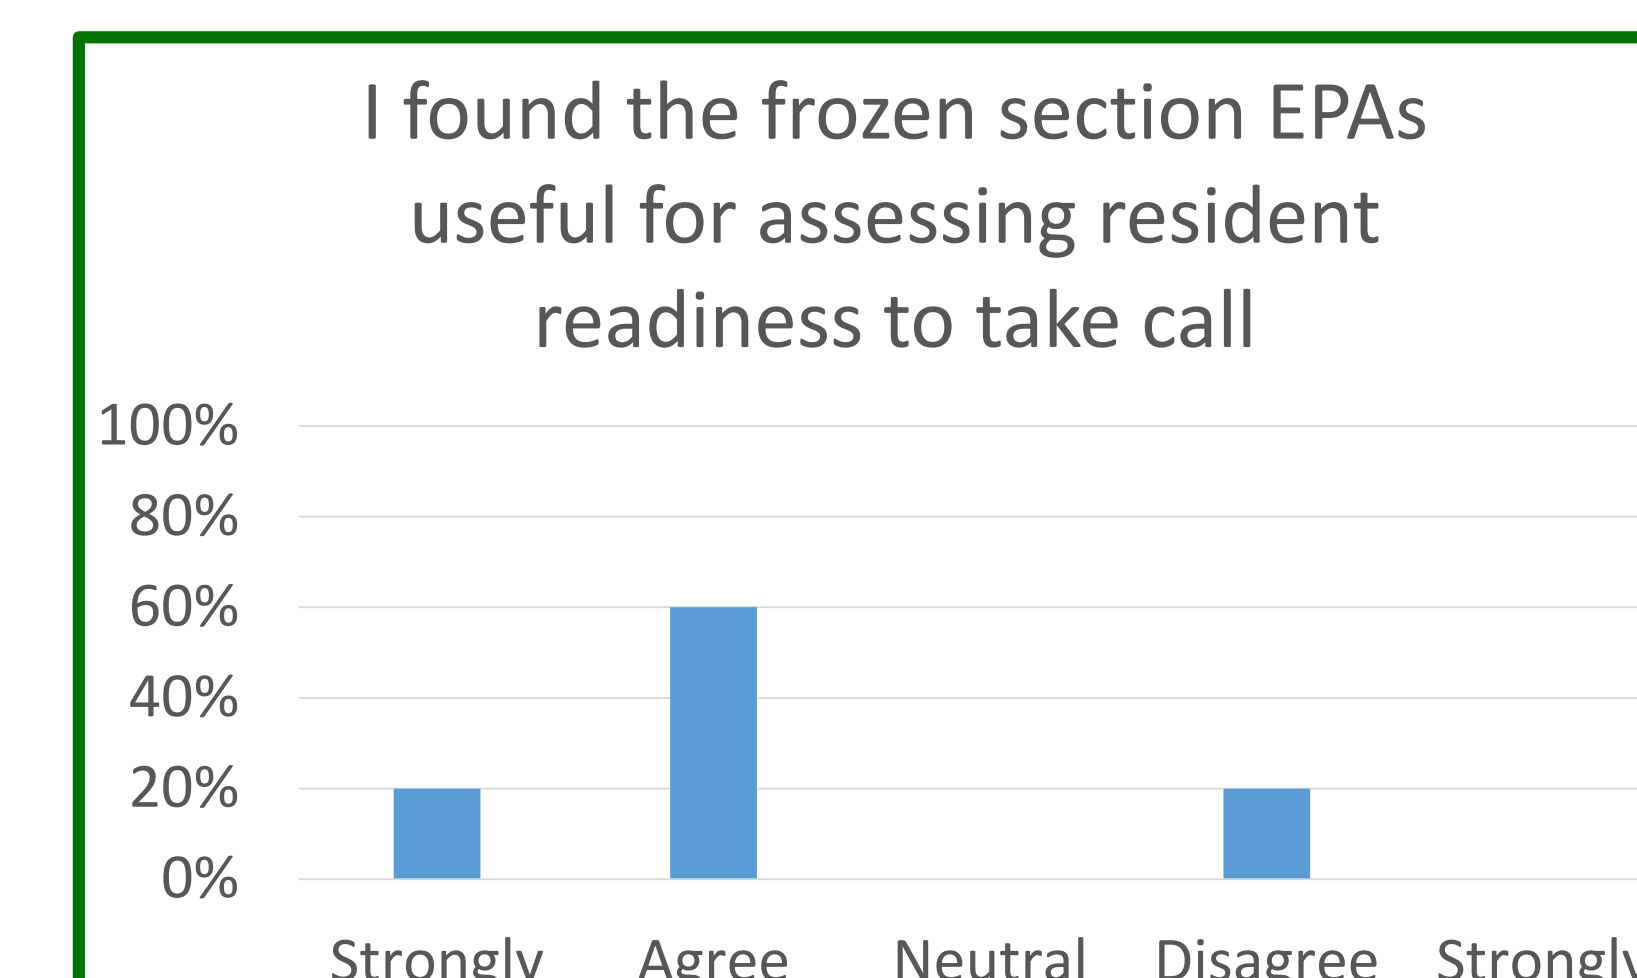 I found the frozen section EPAs
useful for assessing resident
readiness to take call
100%
80%
60%
40%
20%
0%
Strongly Agree Neutral Disagree Strongly